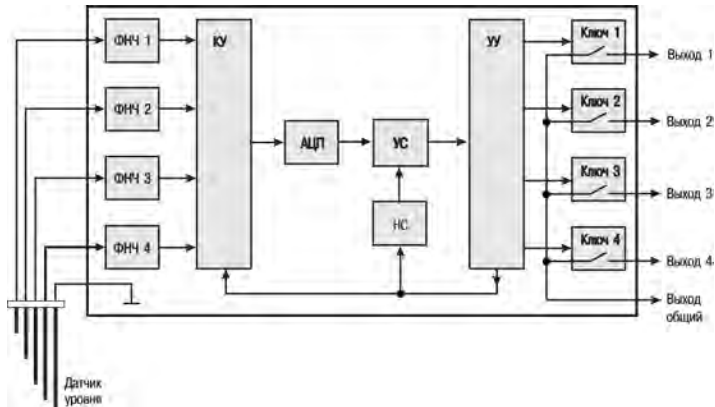 ФНЧ 1
ФНЧ 2
ФНЧ 3
ФНЧ 4
КУ
АЦП
УС
НС
УУ
Ключ 1
Ключ 2
Ключ 3
Ключ 4
Выход 1
Выход 2
Выход 3
Выход 4
Выход
общий
Датчик
уровня